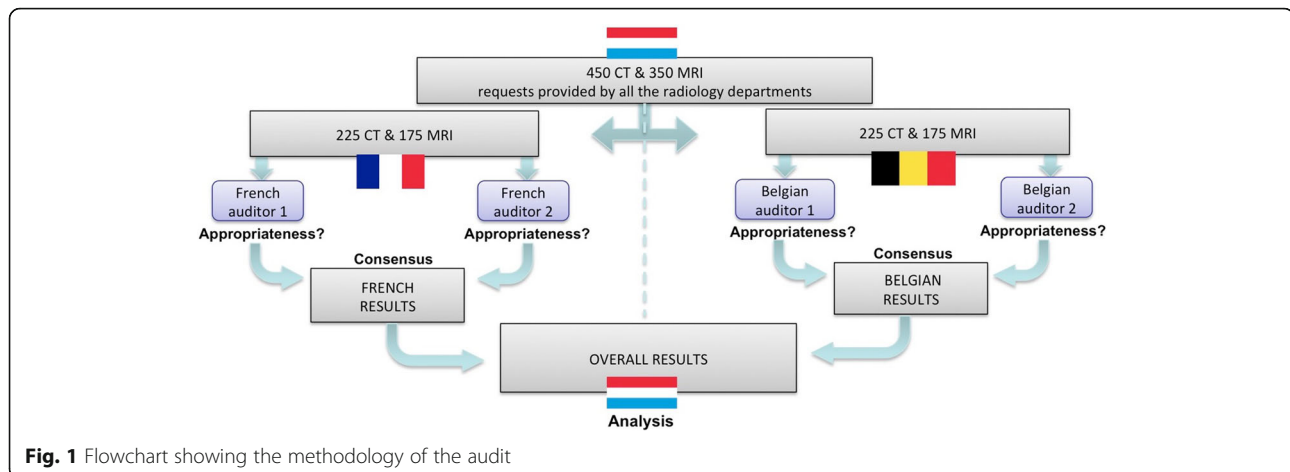 450 CT & 350 MRI
requests provided by all the radiology departments
225 CT & 175 MRI
225 CT & 175 MRI
French
auditor 1
French
auditor 2
Belgian
auditor 1
Belgian
auditor 2
Appropriateness?
Appropriateness?
Appropriateness?
Appropriateness?
Consensus
FRENCH
RESULTS
Consensus
BELGIAN
RESULTS
OVERALL RESULTS
Analysis
Fig. 1 Flowchart showing the methodology of the audit